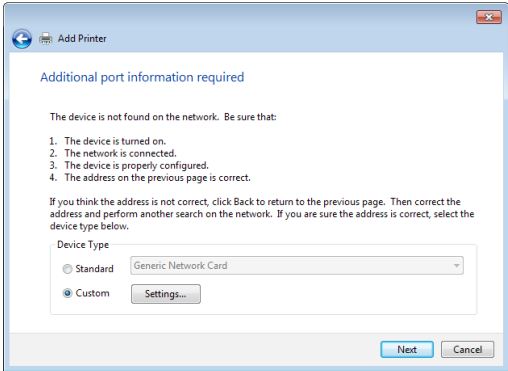 Add Printer
Additional port information required
The device is not found on the network.  Be sure that:
1.  The device is turned on.
2.  The network is connected.
3.  The device is properly configured.
4.  The address on the previous page is correct.
If you think the address is not correct, click Back to return to the previous page.  Then correct the
address and perform another search on the network.  If you are sure the address is correct, select the
device type below.
Device Type
Standard
Generic Network Card
Custom
Settings...
Next
Cancel